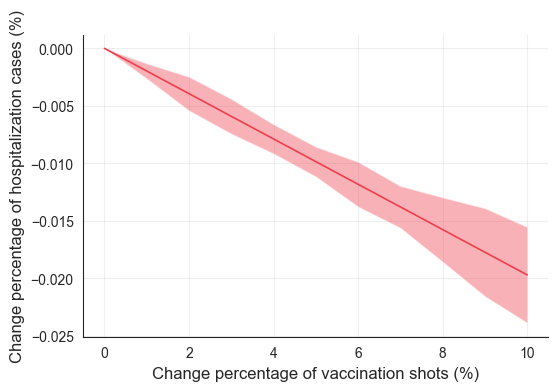 Change percentage of hospitalization cases (%)
0.000
−0.005
−0.010
−0.015
−0.020
−0.025
0 2 4 6 8 10
Change percentage of vaccination shots (%)